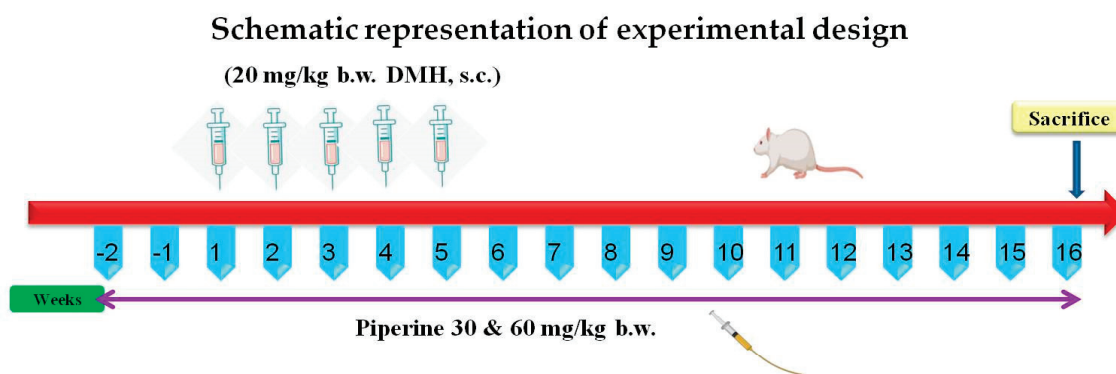 Schematic representation of experimental design
(20 mg/kg b.w. DMH, s.c.)
Sacrifice
-2 -1 1 2 3 4 5 6 7 8 9 10 11 12 13 14 15 16
Weeks
Piperine 30 & 60 mg/kg b.w.